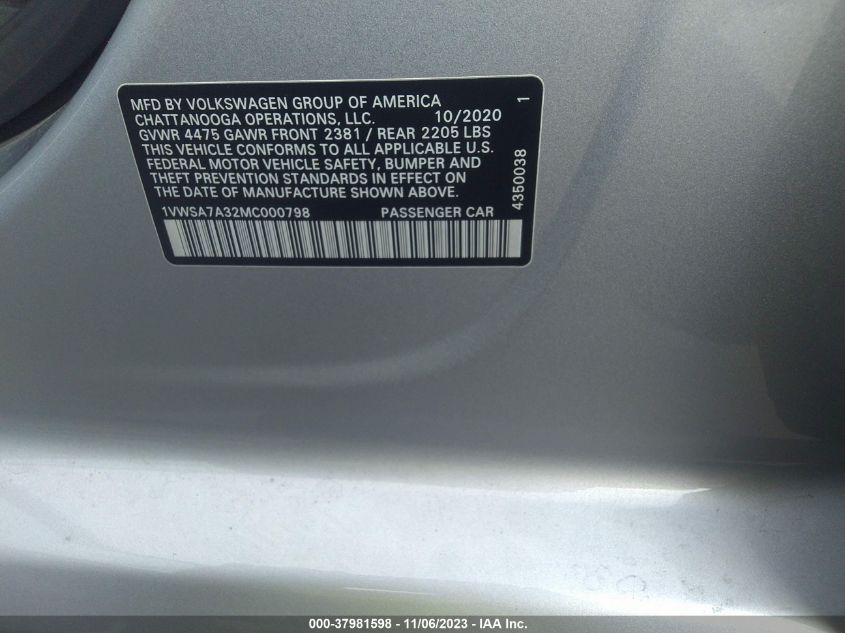 MFD BY VOLKSWAGEN GROUP OF AMERICA
CHATTANOOGA OPERATIONS, LLC. 10/2020
GVWR 4475 GAWR FRONT 2381 / REAR 2205 LBS
THIS VEHICLE CONFORMS TO ALL APPLICABLE U.S.
FEDERAL MOTOR VEHICLE SAFETY, BUMPER AND
THEFT PREVENTION STANDARDS IN EFFECT ON
THE DATE OF MANUFACTURE SHOWN ABOVE.
1VWSA7A32MC000798 PASSENGER CAR
4350038 1
000-37981598 - 11/06/2023 - IAA Inc.